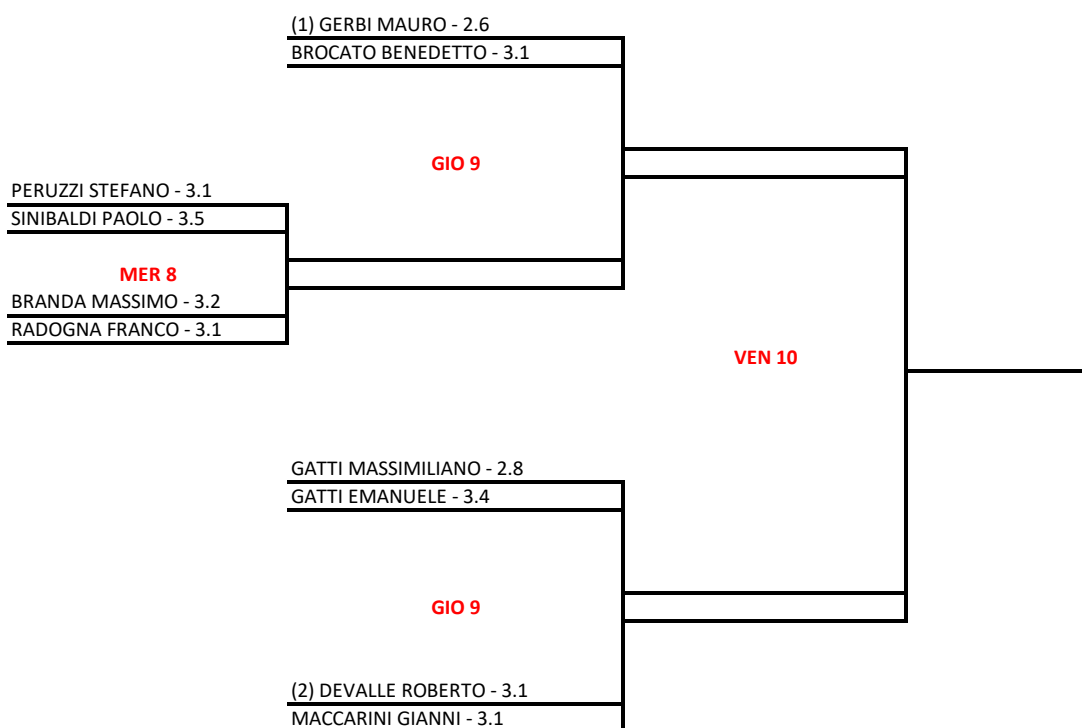 (1) GERBI MAURO - 2.6
BROCATO BENEDETTO - 3.1
GIO 9
PERUZZI STEFANO - 3.1
SINIBALDI PAOLO - 3.5
MER 8
BRANDA MASSIMO - 3.2
RADOGNA FRANCO - 3.1
VEN 10
GATTI MASSIMILIANO - 2.8
GATTI EMANUELE - 3.4
GIO 9
(2) DEVALLE ROBERTO - 3.1
MACCARINI GIANNI - 3.1